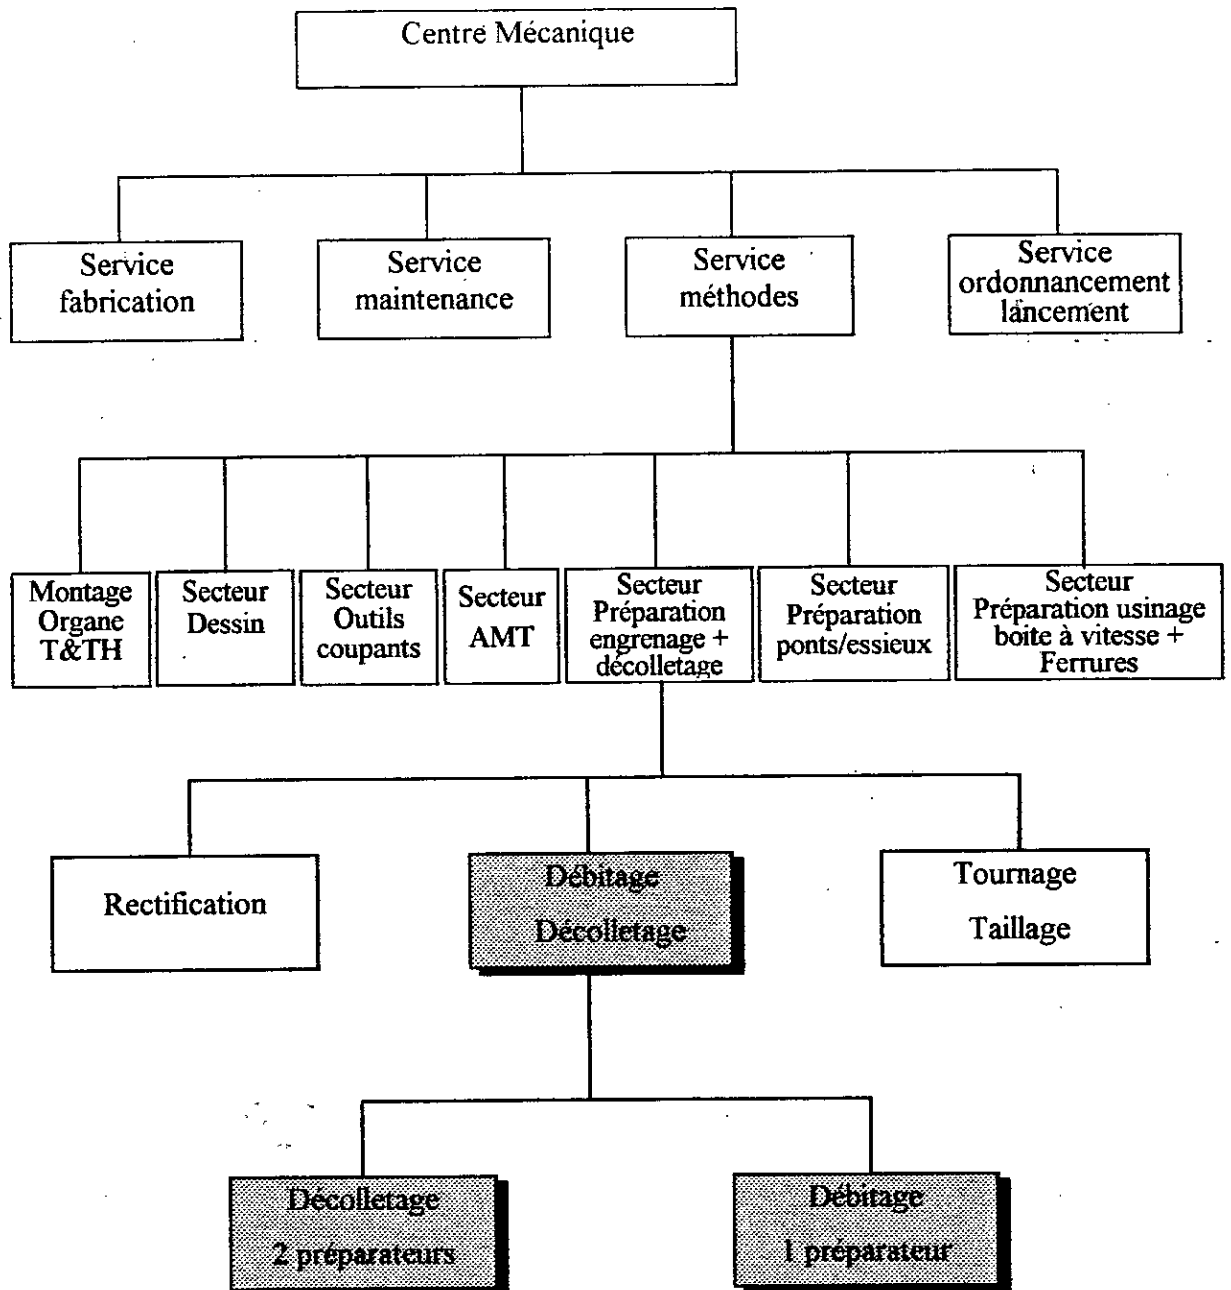 Centre Mécanique
Service
fabrication
Service
maintenance
Service
méthodes
Service
ordonnancement
lancement
Montage
Organe
T&TH
Secteur
Dessin
Secteur
Outils
coupants
Secteur
AMT
Secteur
Préparation
engrenage +
décolletage
Secteur
Préparation
ponts/essieux
Secteur
Préparation usinage
boite à vitesse +
Ferrures
Rectification
Débitage
Décolletage
Tournage
Taillage
Décolletage
2 préparateurs
Débitage
1 préparateur